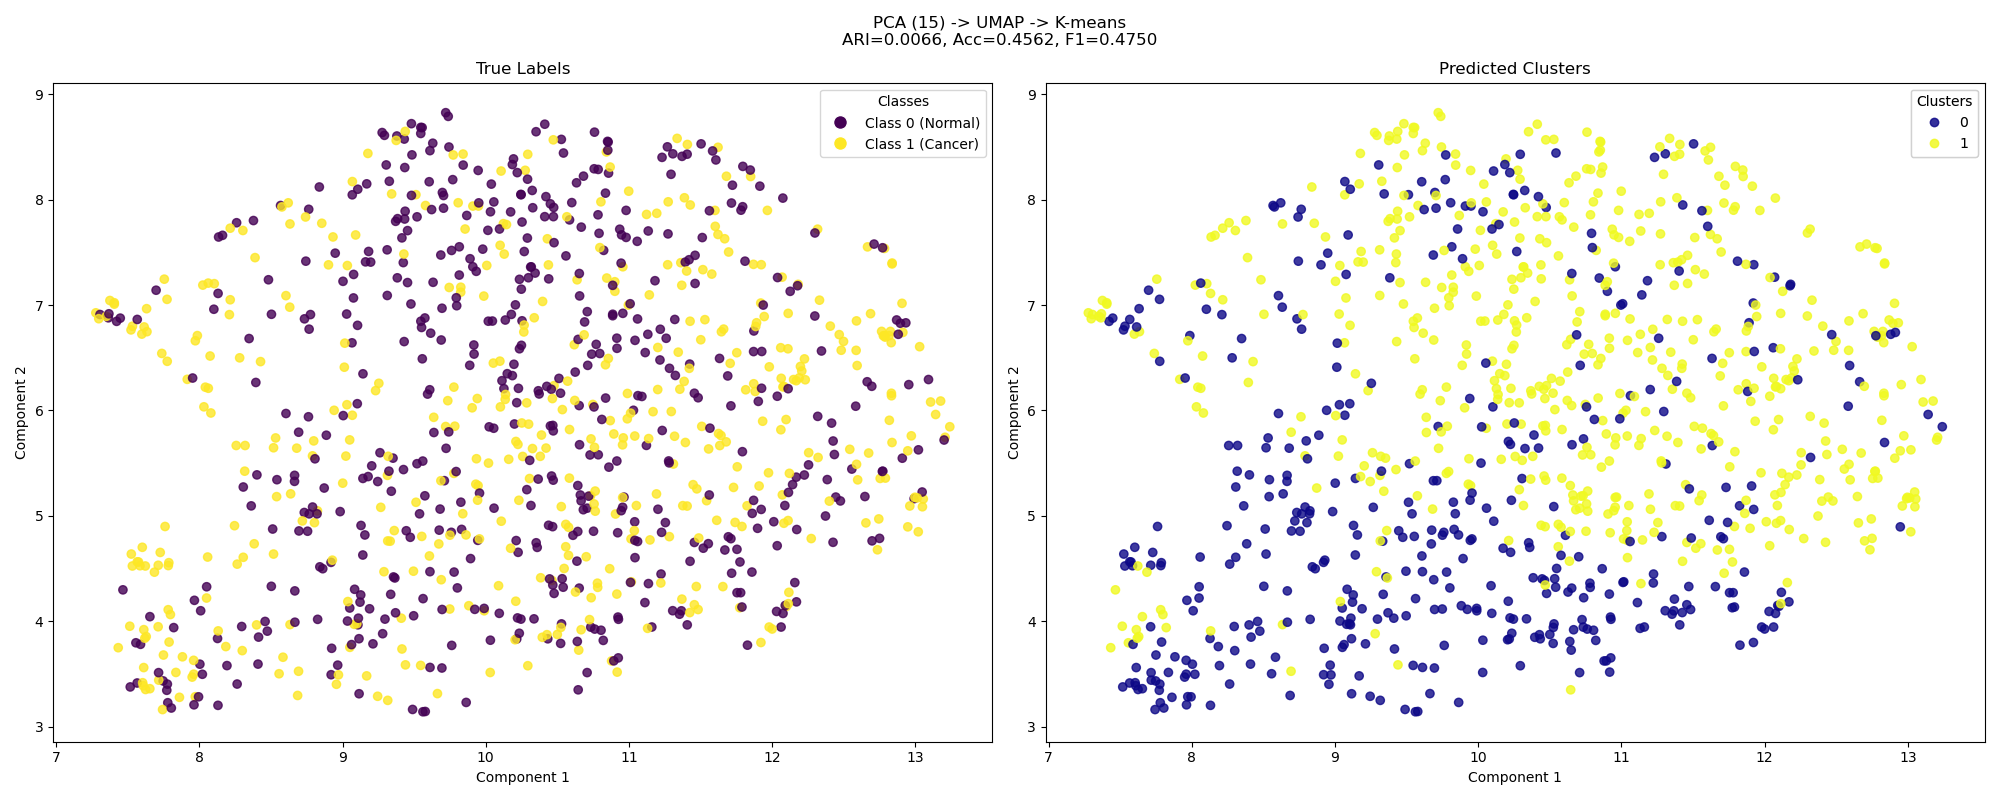 PCA (15) -> UMAP -> K-means
ARI=0.0066, Acc=0.4562, F1=0.4750
True Labels
Classes
Class 0 (Normal)
Class 1 (Cancer)
9
8
7
6
5
4
3
Component 2
7 8 9 10 11 12 13
Component 1
Predicted Clusters
Clusters
0
1
9
8
7
6
5
4
3
Component 2
7 8 9 10 11 12 13
Component 1